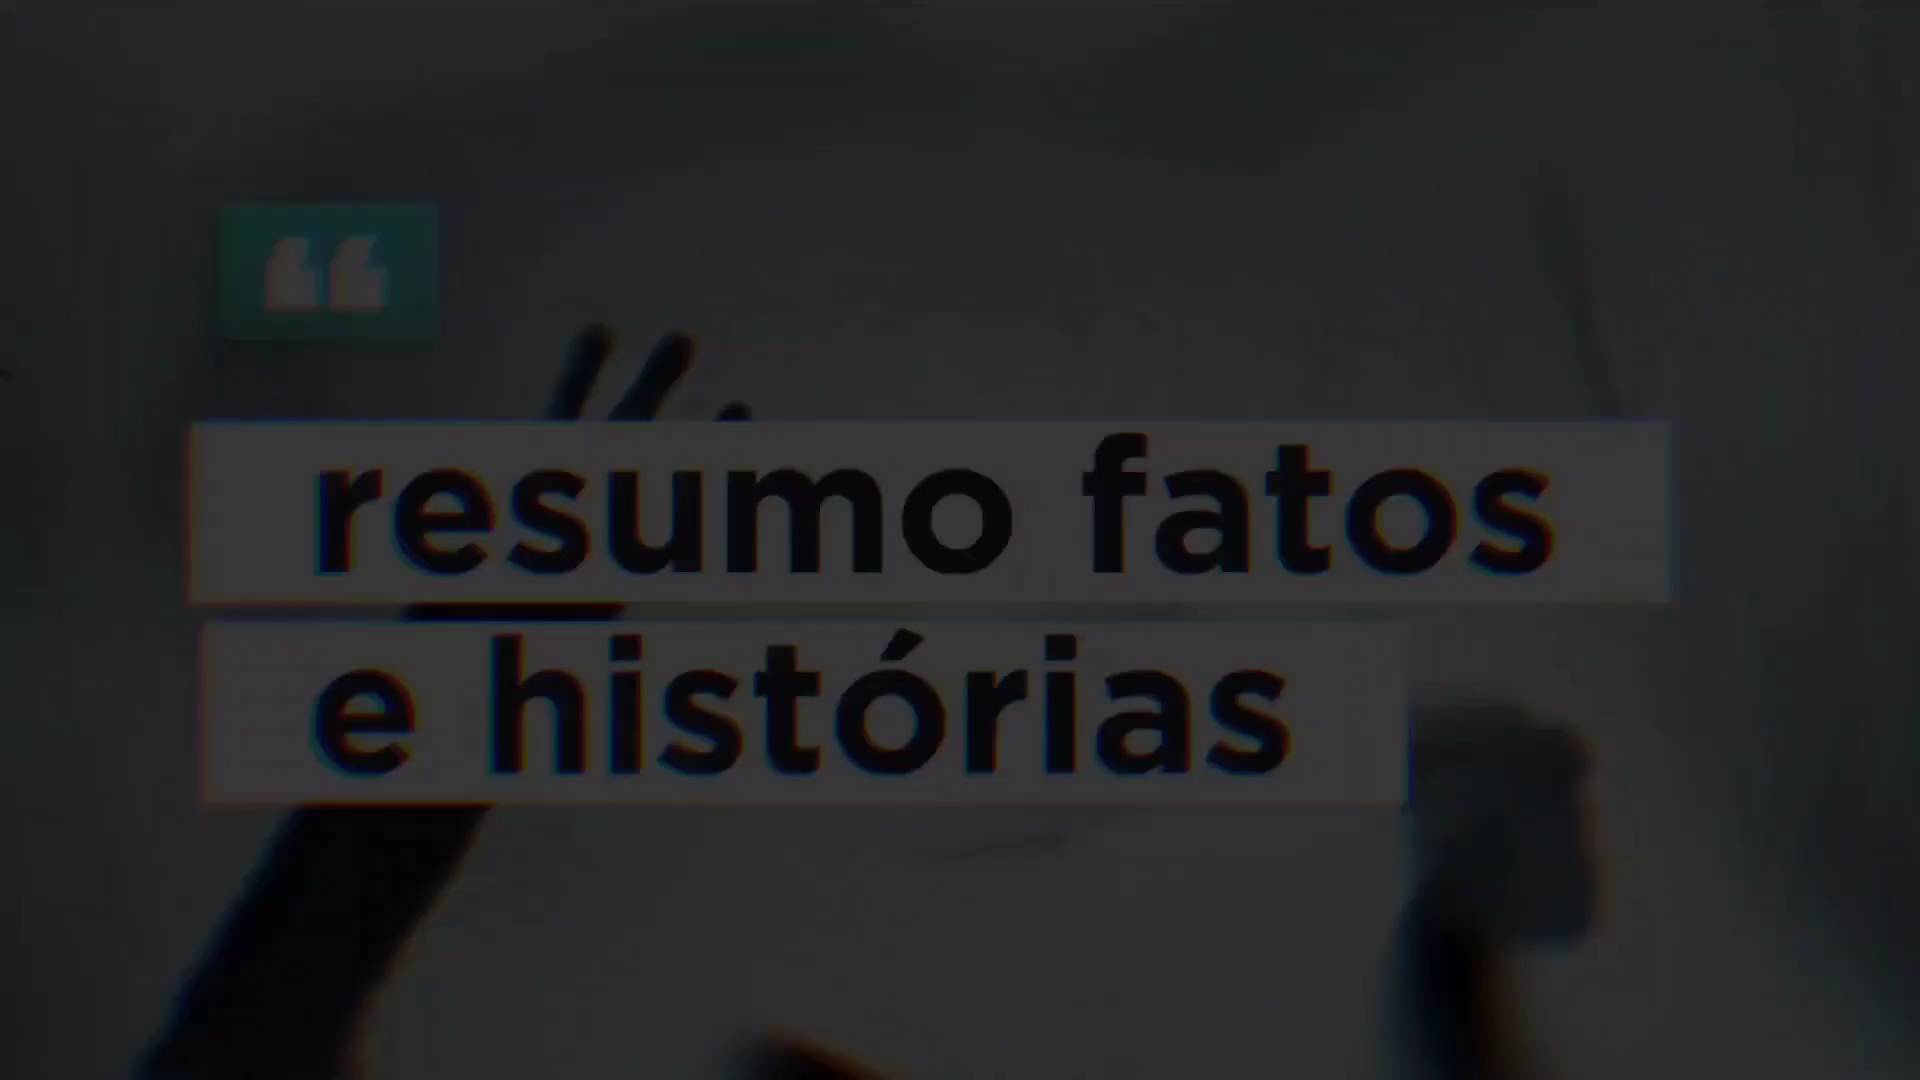 “
resumo fatos
e histórias